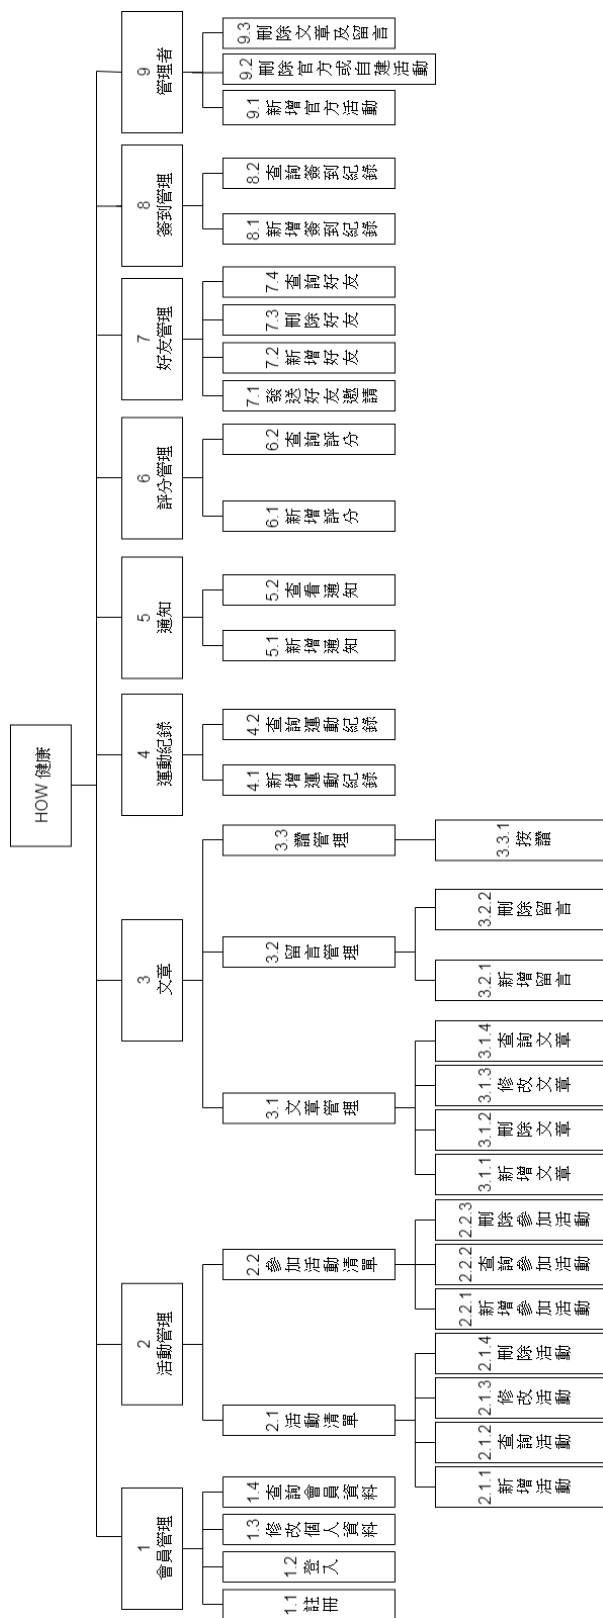 HOW 健康
1
會員管理
1.1
註冊
1.2
登入
1.3
修改個人資料
1.4
查詢會員資料
2
活動管理
2.1
活動清單
2.1.1
新增活動
2.1.2
查詢活動
2.1.3
修改活動
2.1.4
刪除活動
2.2
參加活動清單
2.2.1
新增參加活動
2.2.2
查詢參加活動
2.2.3
刪除參加活動
3
文章
3.1
文章管理
3.1.1
新增文章
3.1.2
刪除文章
3.1.3
修改文章
3.1.4
查詢文章
3.2
留言管理
3.2.1
新增留言
3.2.2
刪除留言
3.3
讚管理
3.3.1
按讚
4
運動紀錄
4.1
新增運動紀錄
4.2
查詢運動紀錄
5
通知
5.1
新增通知
5.2
查看通知
6
評分管理
6.1
新增評分
6.2
查詢評分
7
好友管理
7.1
發送好友邀請
7.2
新增好友
7.3
刪除好友
7.4
查詢好友
8
簽到管理
8.1
新增簽到紀錄
8.2
查詢簽到紀錄
9
管理者
9.1
新增官方活動
9.2
刪除官方或自建活動
9.3
刪除文章及留言